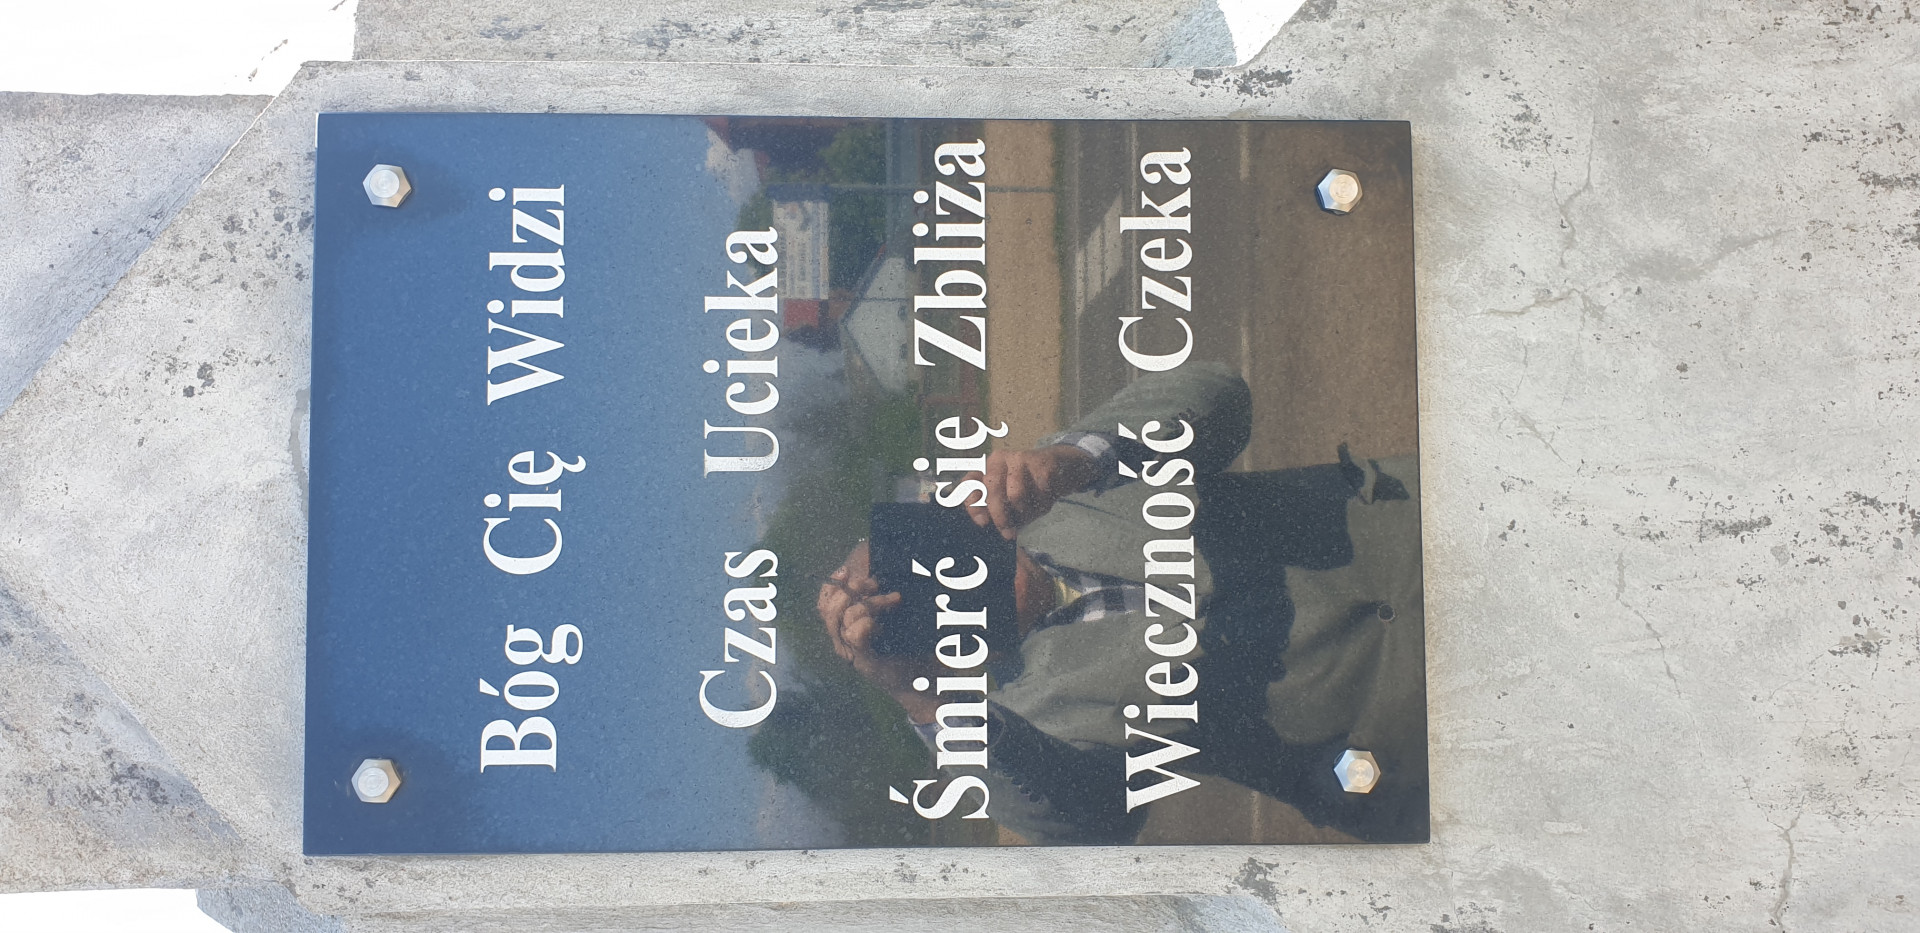 Bóg Cię Widzi
Czas Ucieka
Śmierć się Zbliża
Wieczność Czeka